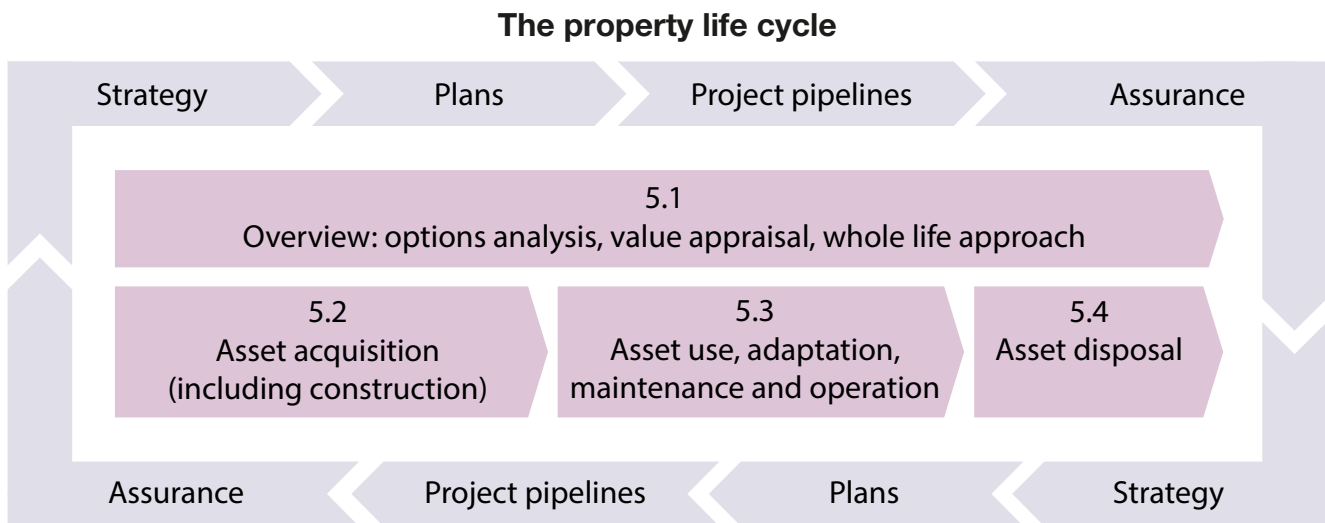 The property life cycle
Strategy
Plans
Project pipelines
Assurance
5.1
Overview: options analysis, value appraisal, whole life approach
5.2
Asset acquisition
(including construction)
5.3
Asset use, adaptation,
maintenance and operation
5.4
Asset disposal
Assurance
Project pipelines
Plans
Strategy